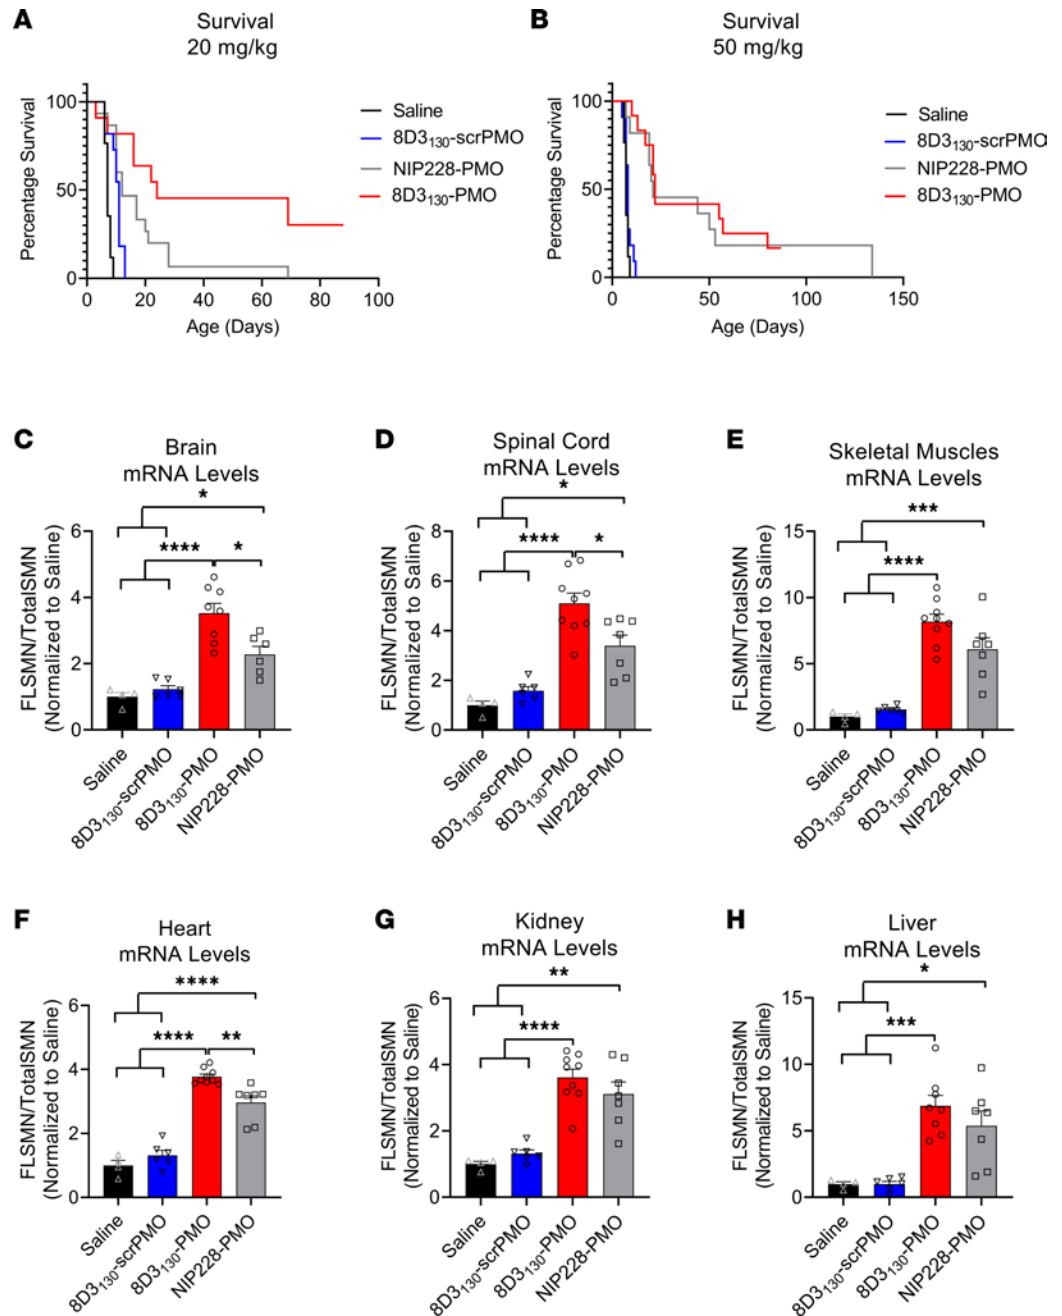 A
Survival
20 mg/kg
Percentage Survival
100
50
0
0 20 40 60 80 100
Age (Days)
Saline
8D3₁₃₀-scrPMO
NIP228-PMO
8D3₁₃₀-PMO
B
Survival
50 mg/kg
Percentage Survival
100
50
0
0 50 100 150
Age (Days)
Saline
8D3₁₃₀-scrPMO
NIP228-PMO
8D3₁₃₀-PMO
C
Brain
mRNA Levels
FLSMN/TotalSMN
(Normalized to Saline)
6
4
2
0
*
**** *
Saline
8D3₁₃₀-scrPMO
8D3₁₃₀-PMO
NIP228-PMO
D
Spinal Cord
mRNA Levels
FLSMN/TotalSMN
(Normalized to Saline)
8
6
4
2
0
*
**** *
Saline
8D3₁₃₀-scrPMO
8D3₁₃₀-PMO
NIP228-PMO
E
Skeletal Muscles
mRNA Levels
FLSMN/TotalSMN
(Normalized to Saline)
15
10
5
0
***
****
Saline
8D3₁₃₀-scrPMO
8D3₁₃₀-PMO
NIP228-PMO
F
Heart
mRNA Levels
FLSMN/TotalSMN
(Normalized to Saline)
6
4
2
0
****
**** **
Saline
8D3₁₃₀-scrPMO
8D3₁₃₀-PMO
NIP228-PMO
G
Kidney
mRNA Levels
FLSMN/TotalSMN
(Normalized to Saline)
6
4
2
0
**
****
Saline
8D3₁₃₀-scrPMO
8D3₁₃₀-PMO
NIP228-PMO
H
Liver
mRNA Levels
FLSMN/TotalSMN
(Normalized to Saline)
15
10
5
0
*
***
Saline
8D3₁₃₀-scrPMO
8D3₁₃₀-PMO
NIP228-PMO